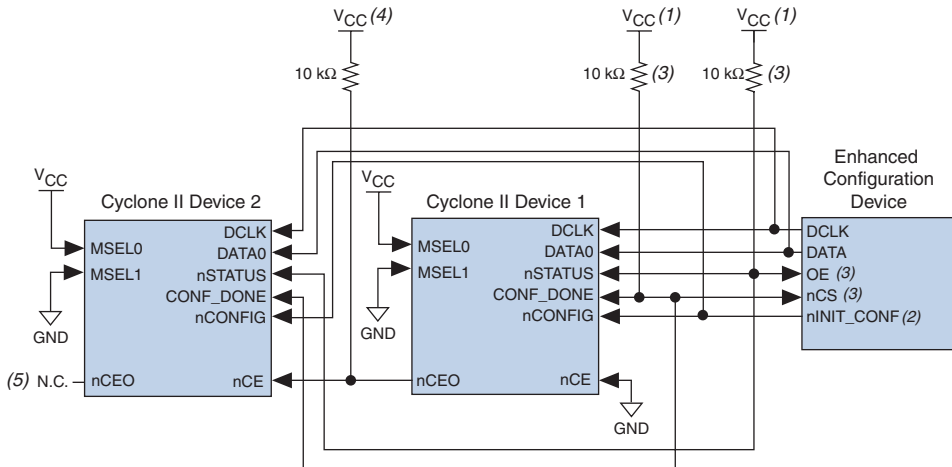 VCC (4)
VCC (1)
VCC (1)
10 kΩ
10 kΩ (3)
10 kΩ (3)
Enhanced
Configuration
Device
DCLK
DATA
OE (3)
nCS (3)
nINIT_CONF (2)
VCC
Cyclone II Device 2
MSEL0
MSEL1
GND
DCLK
DATA0
nSTATUS
CONF_DONE
nCONFIG
(5) N.C.
nCEO
nCE
VCC
Cyclone II Device 1
MSEL0
MSEL1
GND
DCLK
DATA0
nSTATUS
CONF_DONE
nCONFIG
nCEO
nCE
GND